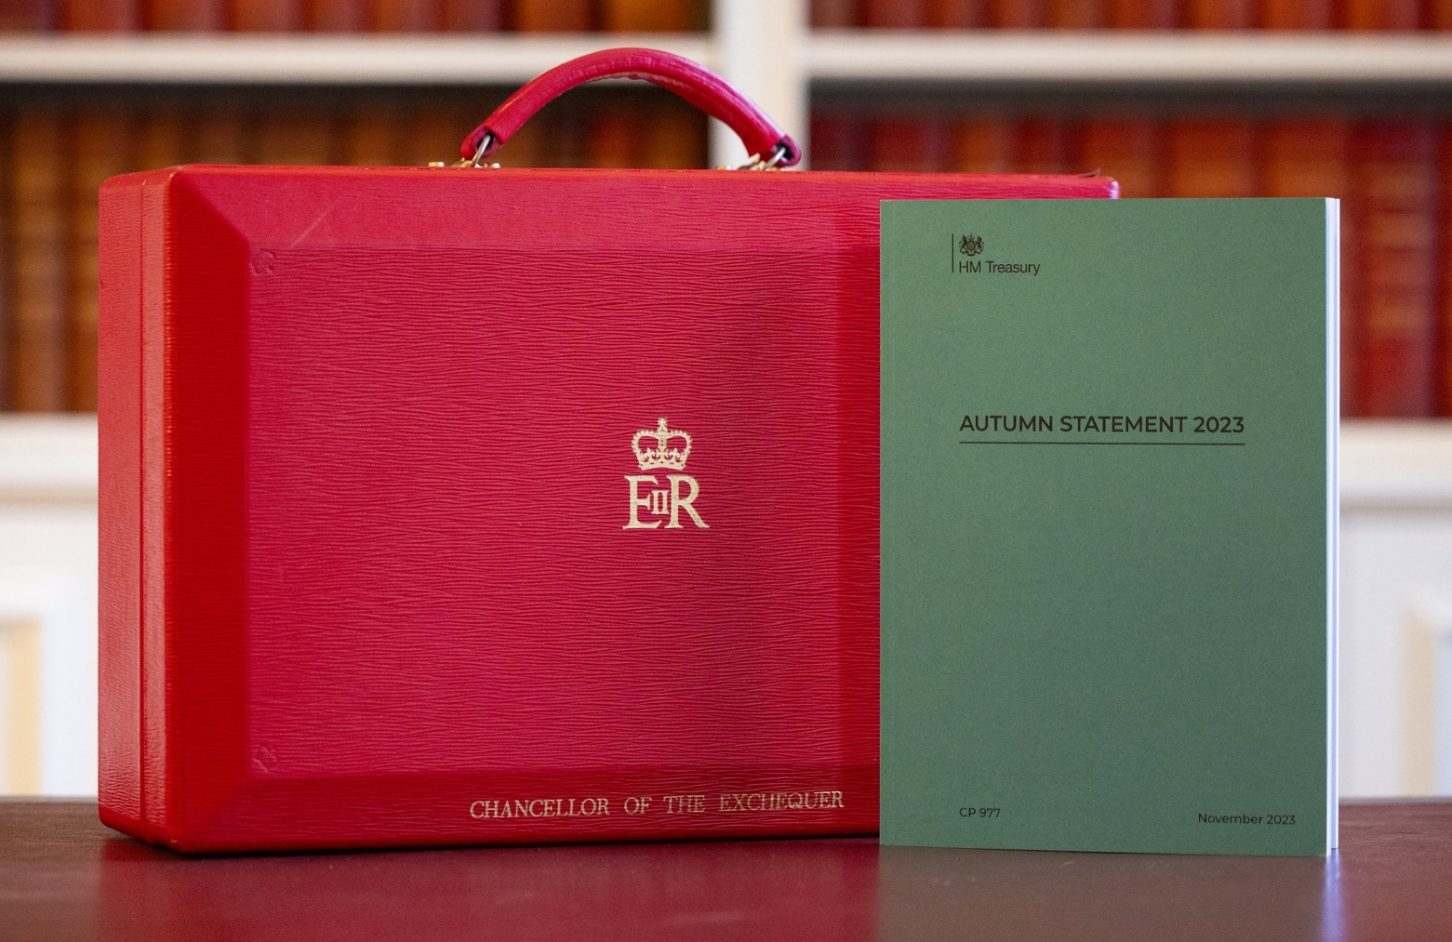 EIIR
CHANCELLOR OF THE EXCHEQUER
HM Treasury
AUTUMN STATEMENT 2023
CP 977
November 2023